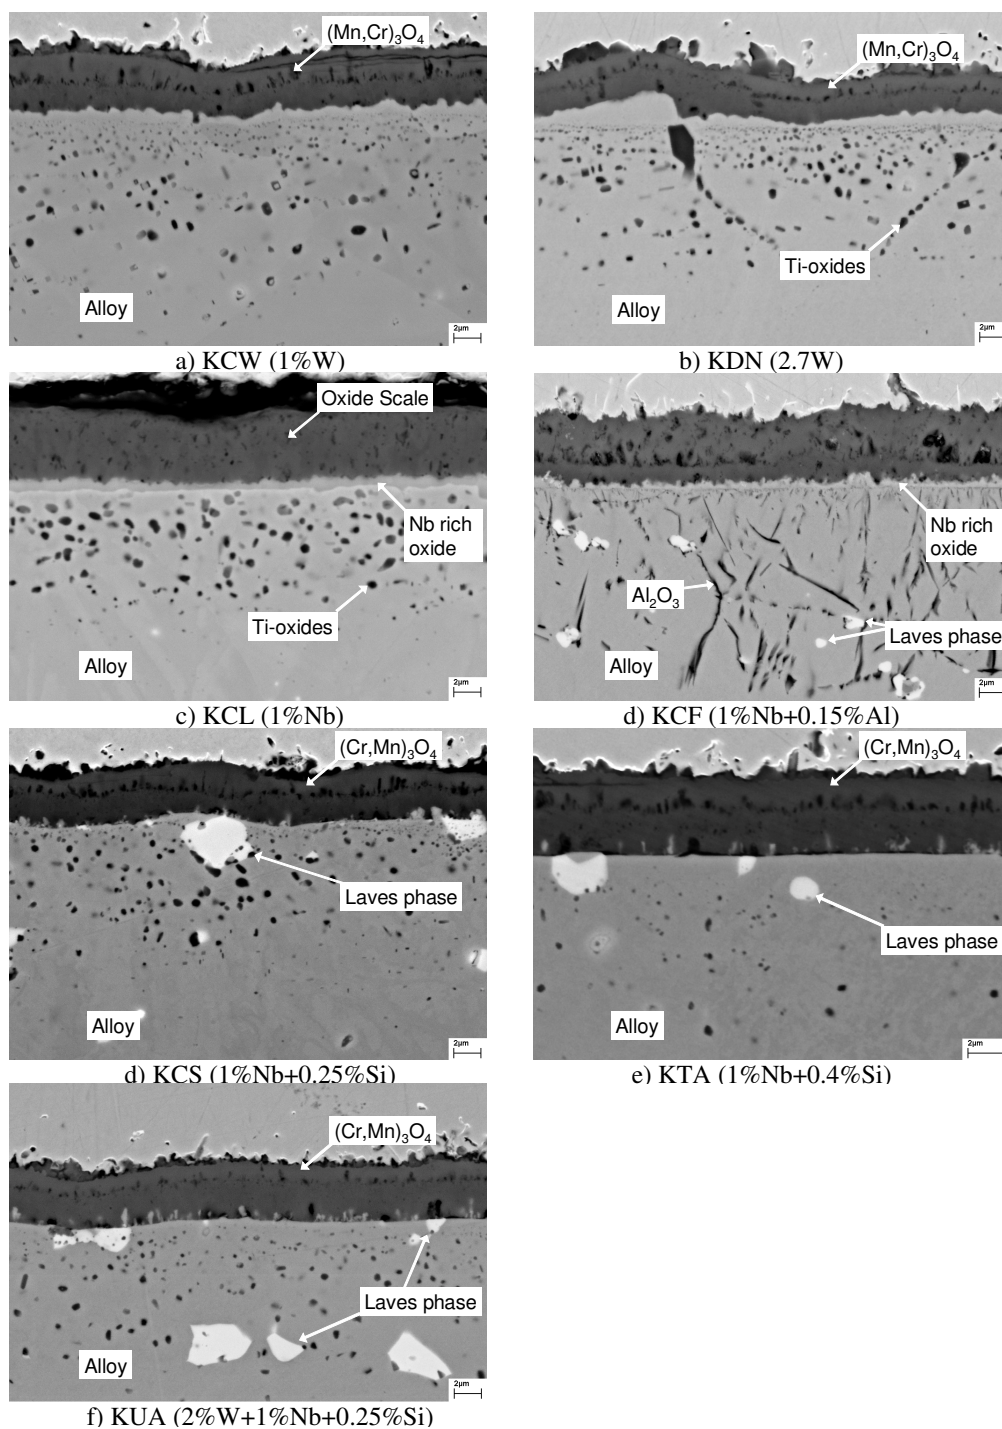 (Mn,Cr)₃O₄
Alloy
2µm
a) KCW (1%W)
(Mn,Cr)₃O₄
Ti-oxides
Alloy
2µm
b) KDN (2.7W)
Oxide Scale
Nb rich
oxide
Ti-oxides
Alloy
2µm
c) KCL (1%Nb)
Nb rich
oxide
Al₂O₃
Laves phase
Alloy
2µm
d) KCF (1%Nb+0.15%Al)
(Cr,Mn)₃O₄
Laves phase
Alloy
2µm
d) KCS (1%Nb+0.25%Si)
(Cr,Mn)₃O₄
Laves phase
Alloy
2µm
e) KTA (1%Nb+0.4%Si)
(Cr,Mn)₃O₄
Laves phase
Alloy
2µm
f) KUA (2%W+1%Nb+0.25%Si)